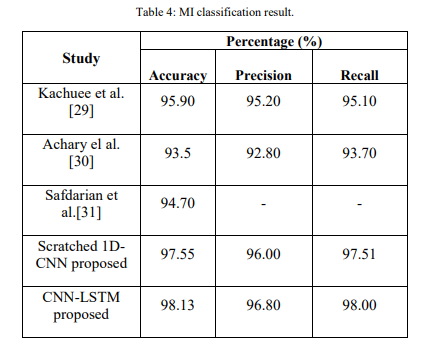 Table 4: MI classification result.
Study
Percentage (%)
Accuracy Precision Recall
Kachuee et al.
[29]
95.90 95.20 95.10
Achary el al.
[30]
93.5 92.80 93.70
Safdarian et
al.[31]
94.70 - -
Scratched 1D-
CNN proposed
97.55 96.00 97.51
CNN-LSTM
proposed
98.13 96.80 98.00